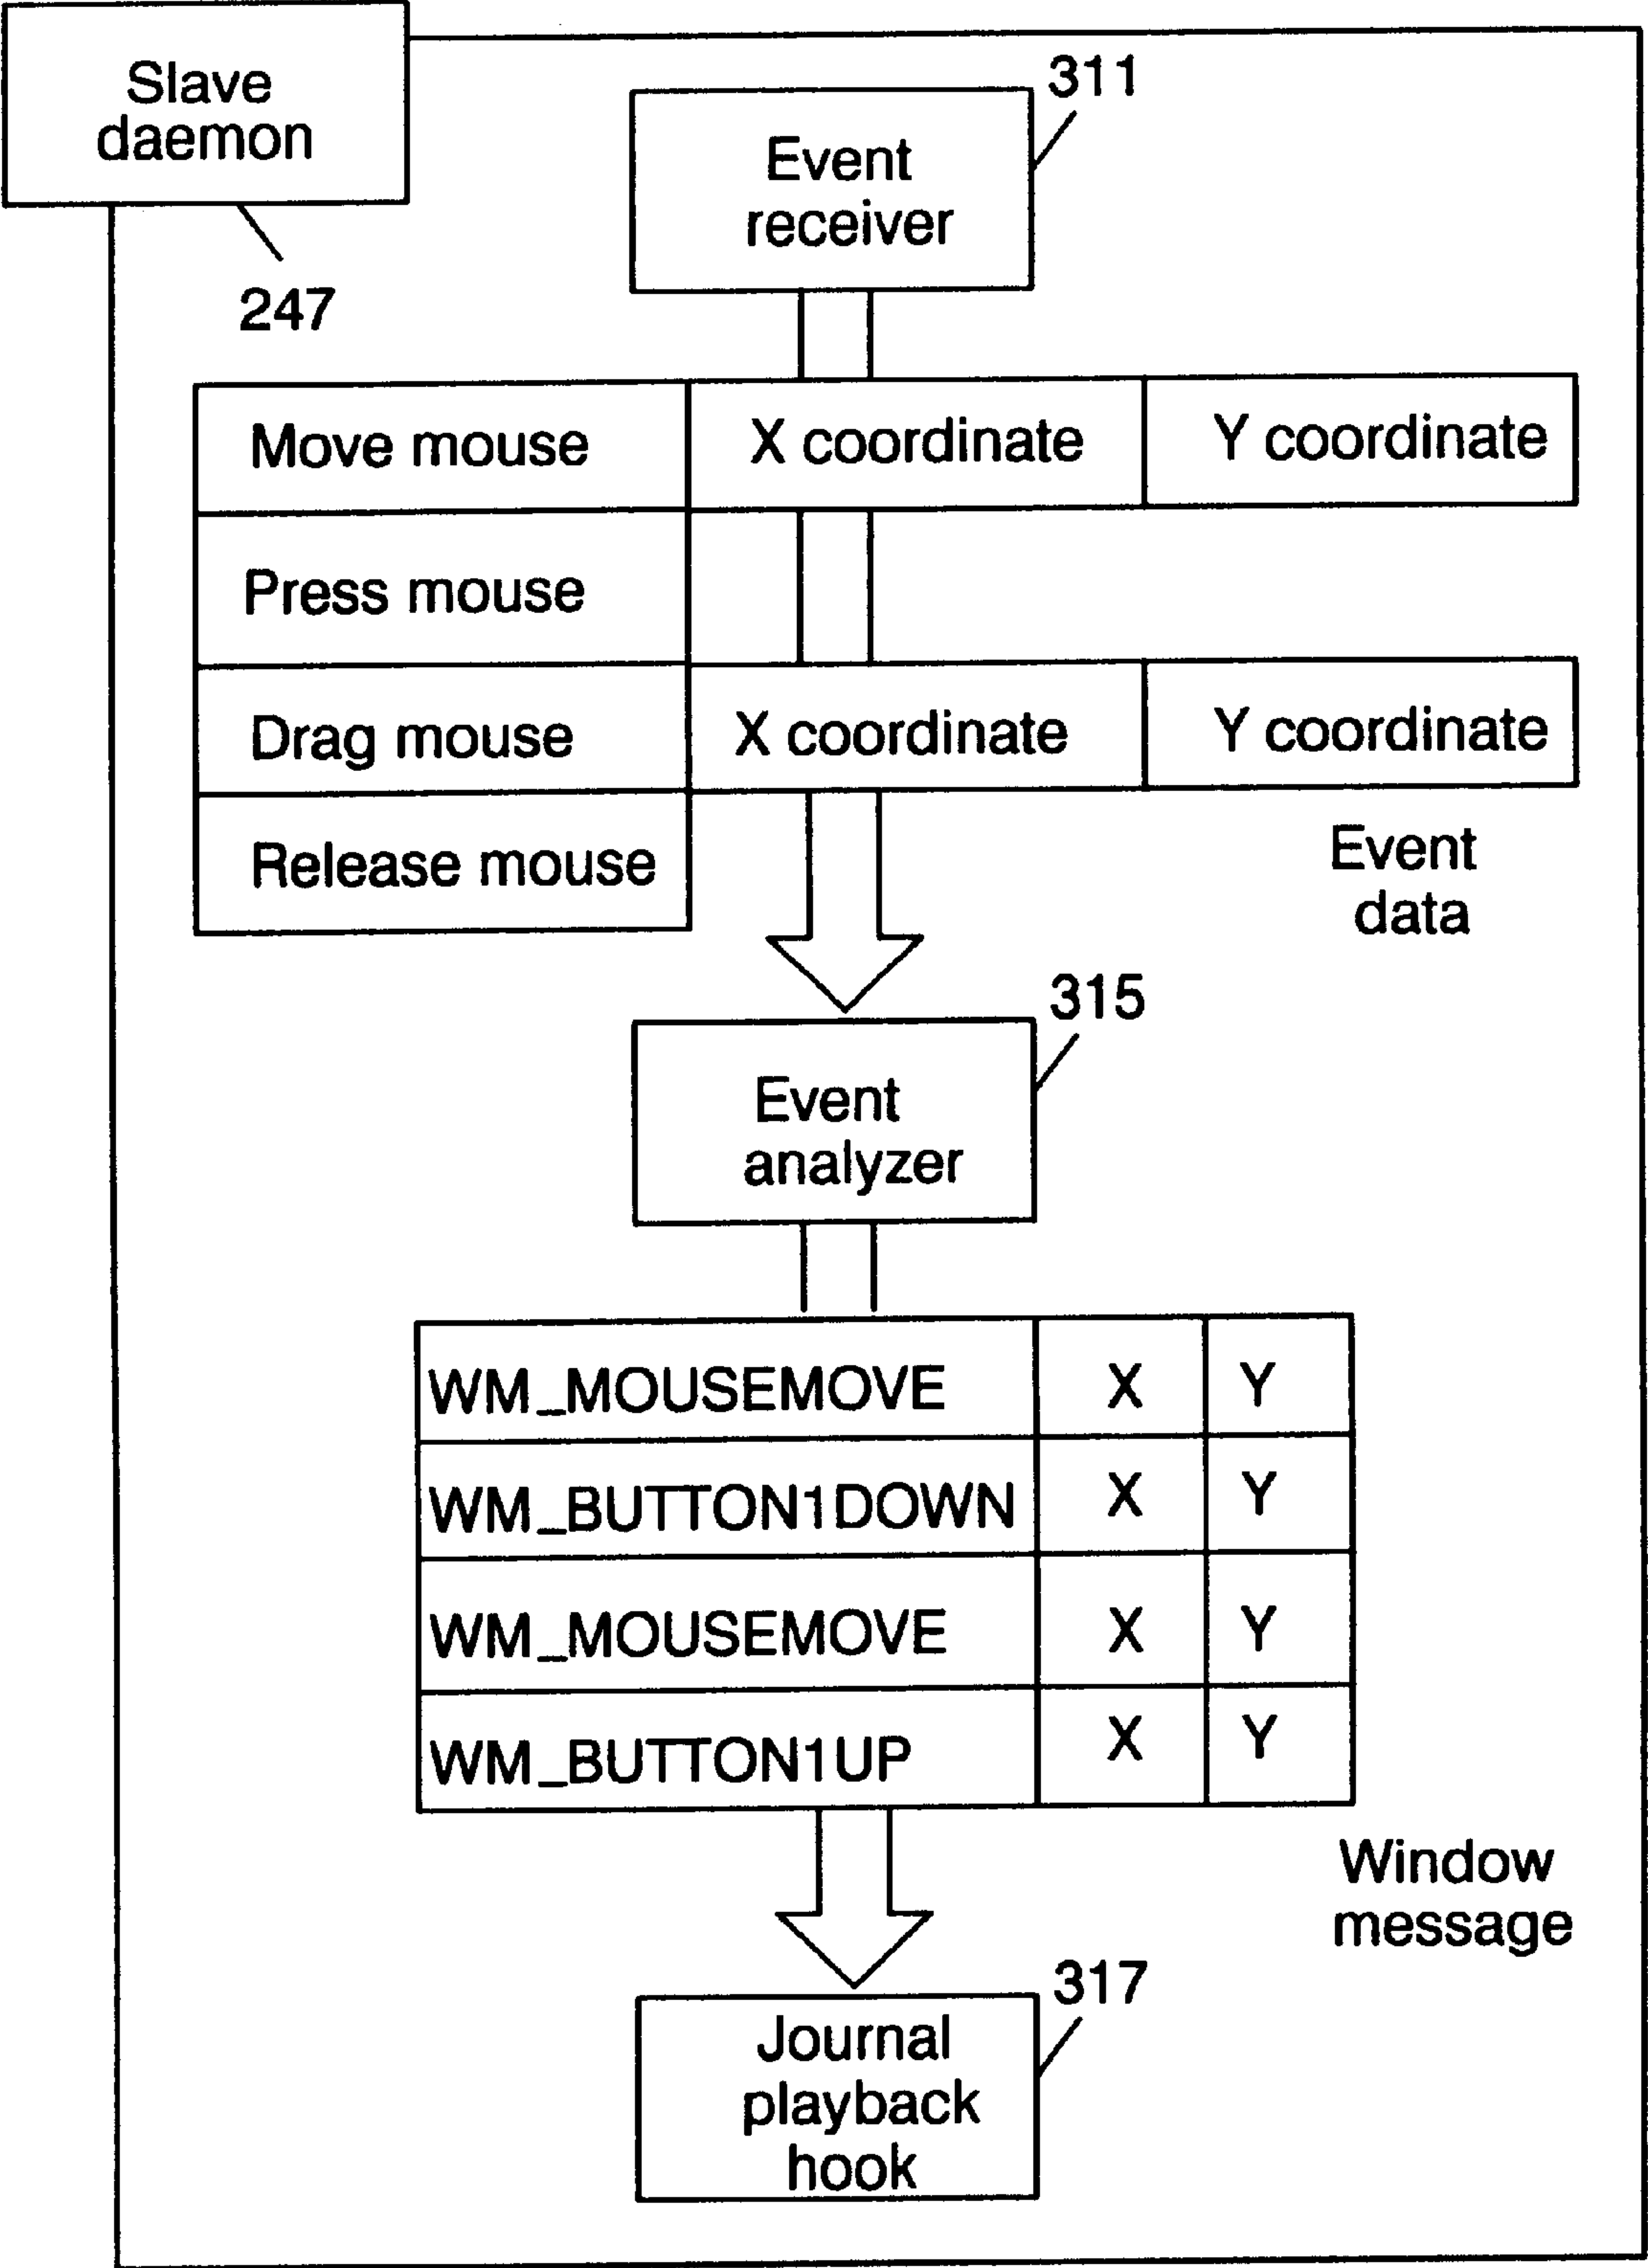 Slave
daemon
247
311
Event
receiver
Move mouse X coordinate Y coordinate
Press mouse
Drag mouse X coordinate Y coordinate
Release mouse
Event
data
315
Event
analyzer
WM_MOUSEMOVE X Y
WM_BUTTON1DOWN X Y
WM_MOUSEMOVE X Y
WM_BUTTON1UP X Y
Window
message
317
Journal
playback
hook